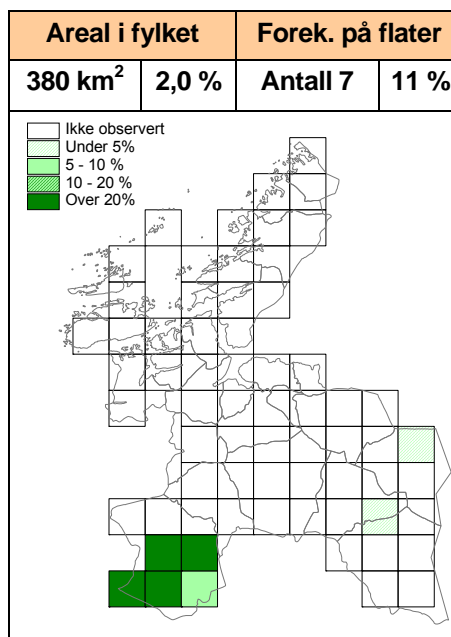 Areal i fylket Forek. på flater
380 km² 2,0 % Antall 7 11 %
Ikke observert
Under 5%
5 - 10 %
10 - 20 %
Over 20%